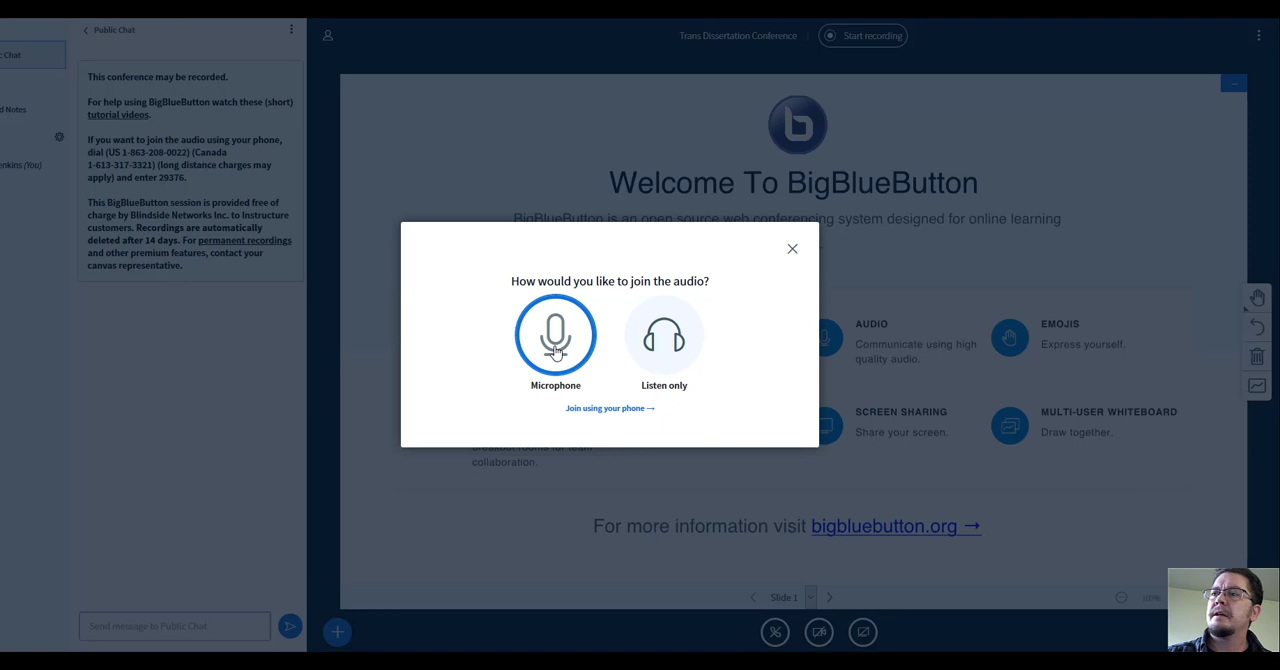 Public Chat
c Chat
d Notes
enkins (You)
This conference may be recorded.
For help using BigBlueButton watch these (short)
tutorial videos.
If you want to join the audio using your phone,
dial (US 1-863-208-0022) (Canada
1-613-317-3321) (long distance charges may
apply) and enter 29376.
This BigBlueButton session is provided free of
charge by Blindside Networks Inc. to Instructure
customers. Recordings are automatically
deleted after 14 days. For permanent recordings
and other premium features, contact your
canvas representative.
Send message to Public Chat
Trans Dissertation Conference
Start recording
Welcome To BigBlueButton
BigBlueButton is an open source web conferencing system designed for online learning
How would you like to join the audio?
Microphone
Listen only
Join using your phone →
AUDIO
Communicate using high
quality audio.
EMOJIS
Express yourself.
SCREEN SHARING
Share your screen.
MULTI-USER WHITEBOARD
Draw together.
breakout rooms for team
collaboration.
For more information visit bigbluebutton.org →
Slide 1